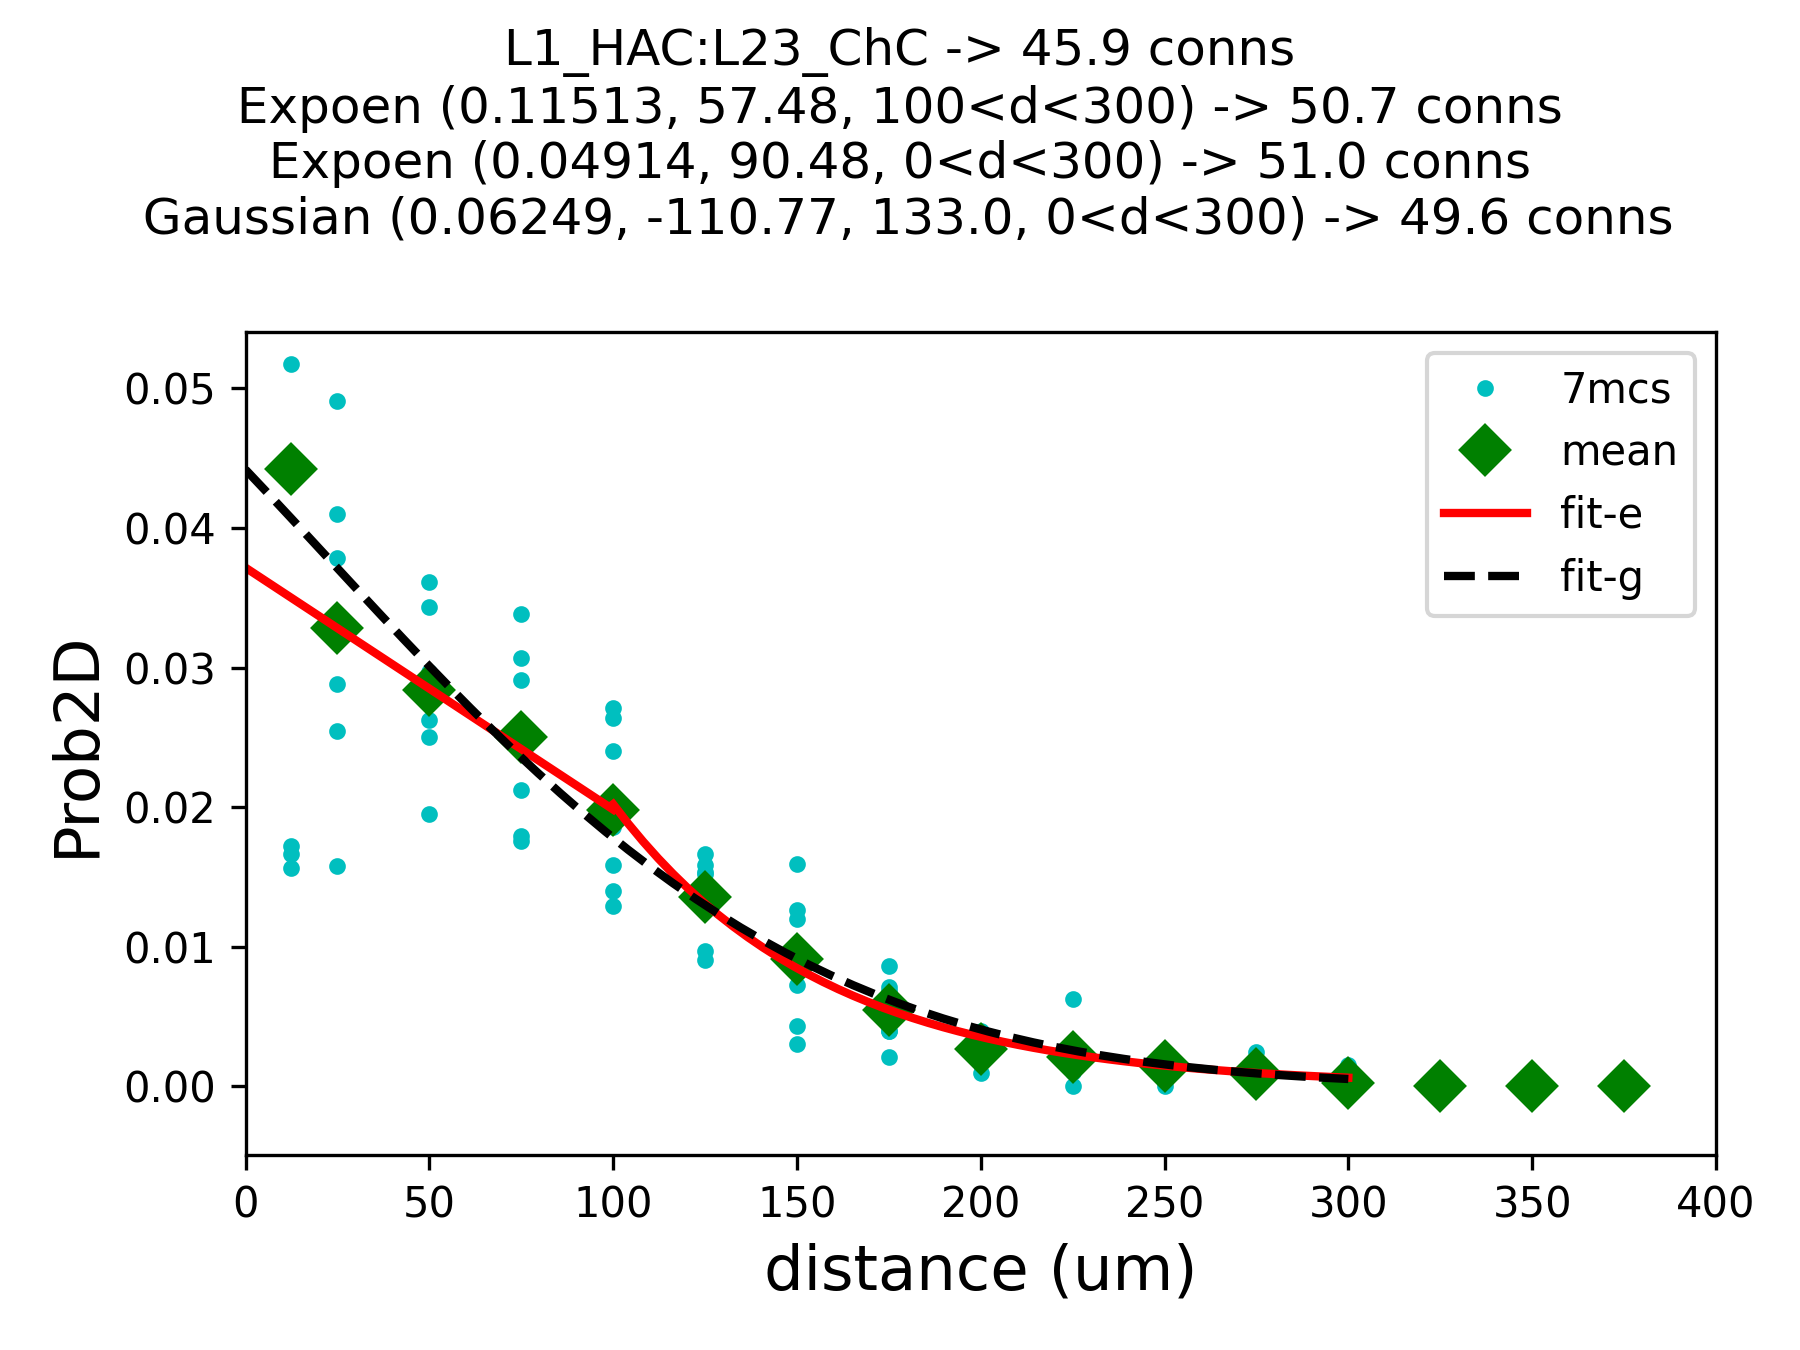 L1_HAC:L23_ChC -> 45.9 conns
Expoen (0.11513, 57.48, 100<d<300) -> 50.7 conns
Expoen (0.04914, 90.48, 0<d<300) -> 51.0 conns
Gaussian (0.06249, -110.77, 133.0, 0<d<300) -> 49.6 conns
7mcs
mean
fit-e
fit-g
0.05
0.04
0.03
0.02
0.01
0.00
Prob2D
0 50 100 150 200 250 300 350 400
distance (um)